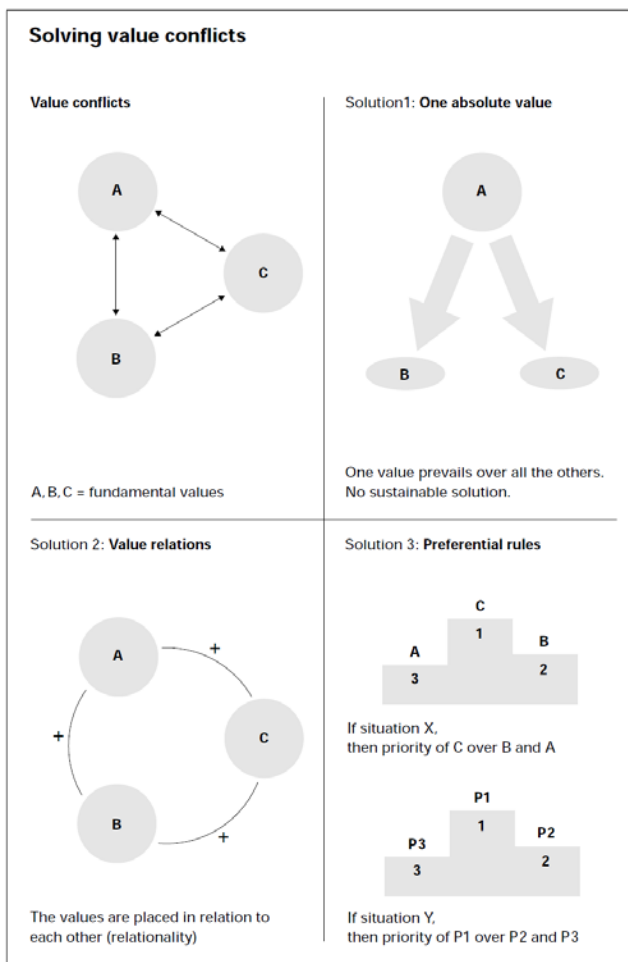 Solving value conflicts
Value conflicts
A
C
B
A, B, C = fundamental values
Solution1: One absolute value
A
B
C
One value prevails over all the others.
No sustainable solution.
Solution 2: Value relations
+
A
+
C
B
+
The values are placed in relation to
each other (relationality)
Solution 3: Preferential rules
C
1
A
B
3
2
If situation X,
then priority of C over B and A
P1
1
P3
P2
3
2
If situation Y,
then priority of P1 over P2 and P3